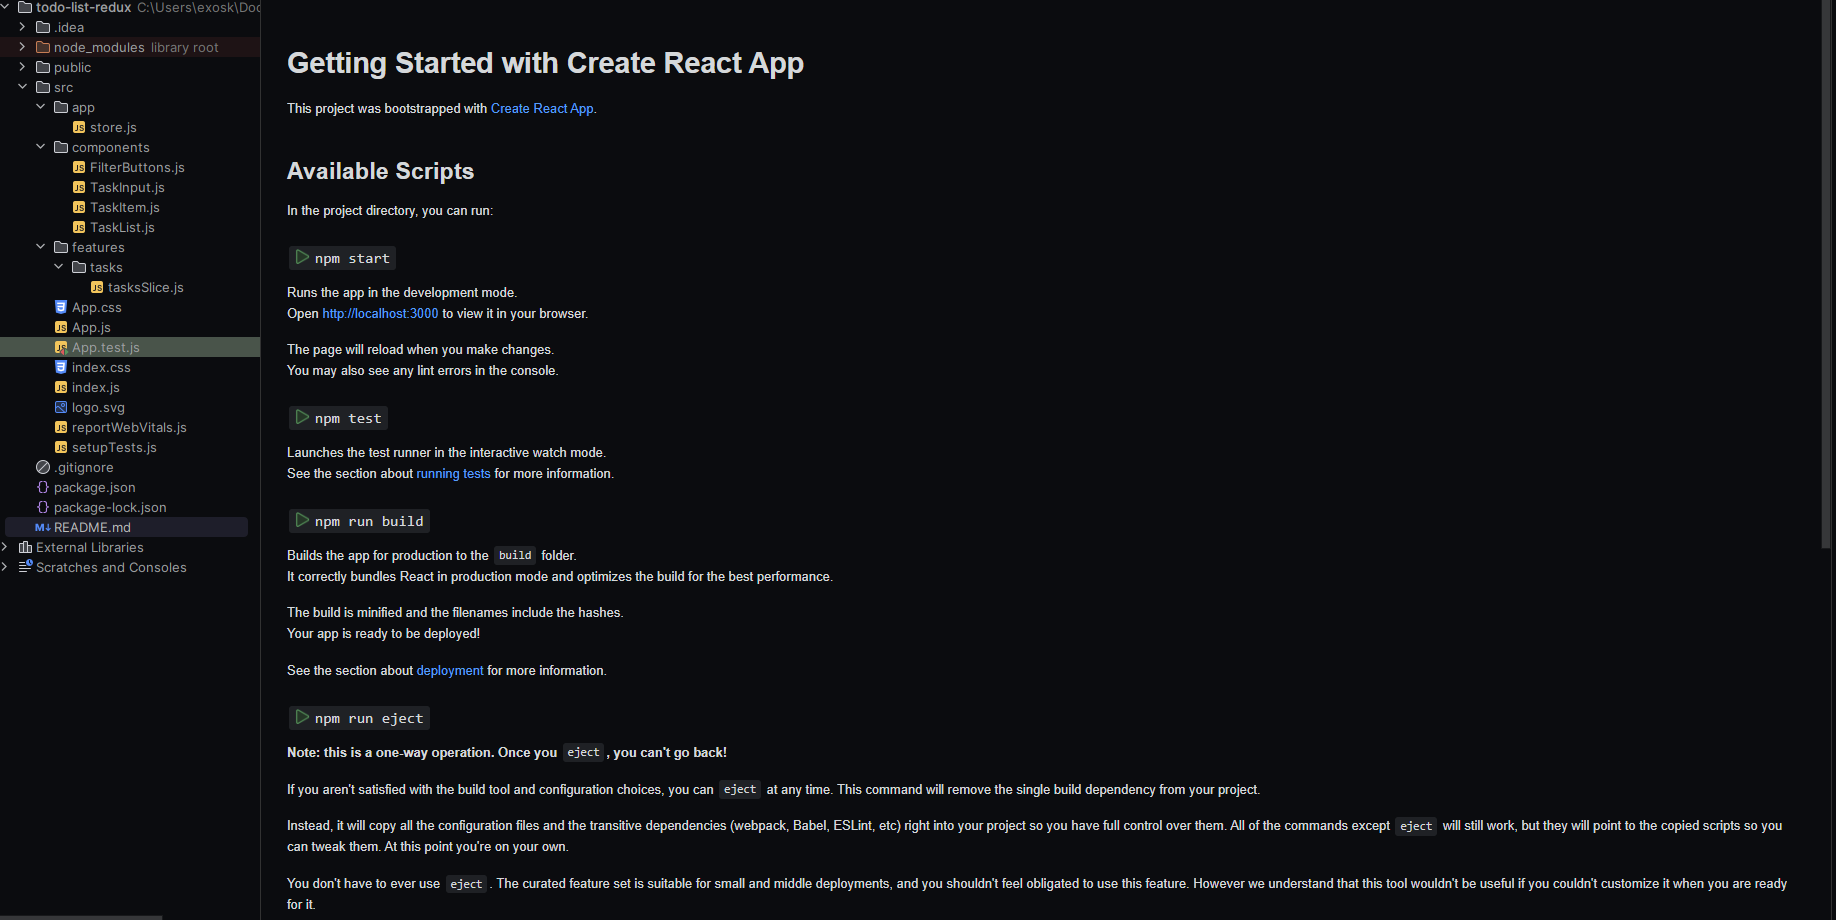 todo-list-redux C:\Users\exosk\Doc
.idea
node_modules library root
public
src
app
store.js
components
FilterButtons.js
TaskInput.js
TaskItem.js
TaskList.js
features
tasks
tasksSlice.js
App.css
App.js
App.test.js
index.css
index.js
logo.svg
reportWebVitals.js
setupTests.js
.gitignore
package.json
package-lock.json
README.md
External Libraries
Scratches and Consoles
Getting Started with Create React App
This project was bootstrapped with Create React App.
Available Scripts
In the project directory, you can run:
npm start
Runs the app in the development mode.
Open http://localhost:3000 to view it in your browser.
The page will reload when you make changes.
You may also see any lint errors in the console.
npm test
Launches the test runner in the interactive watch mode.
See the section about running tests for more information.
npm run build
Builds the app for production to the build folder.
It correctly bundles React in production mode and optimizes the build for the best performance.
The build is minified and the filenames include the hashes.
Your app is ready to be deployed!
See the section about deployment for more information.
npm run eject
Note: this is a one-way operation. Once you eject, you can't go back!
If you aren't satisfied with the build tool and configuration choices, you can eject at any time. This command will remove the single build dependency from your project.
Instead, it will copy all the configuration files and the transitive dependencies (webpack, Babel, ESLint, etc) right into your project so you have full control over them. All of the commands except eject will still work, but they will point to the copied scripts so you
can tweak them. At this point you're on your own.
You don't have to ever use eject. The curated feature set is suitable for small and middle deployments, and you shouldn't feel obligated to use this feature. However we understand that this tool wouldn't be useful if you couldn't customize it when you are ready
for it.